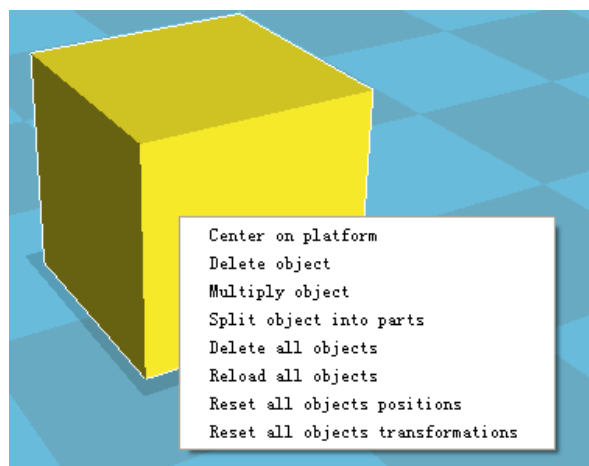 Center on platform
Delete object
Multiply object
Split object into parts
Delete all objects
Reload all objects
Reset all objects positions
Reset all objects transformations